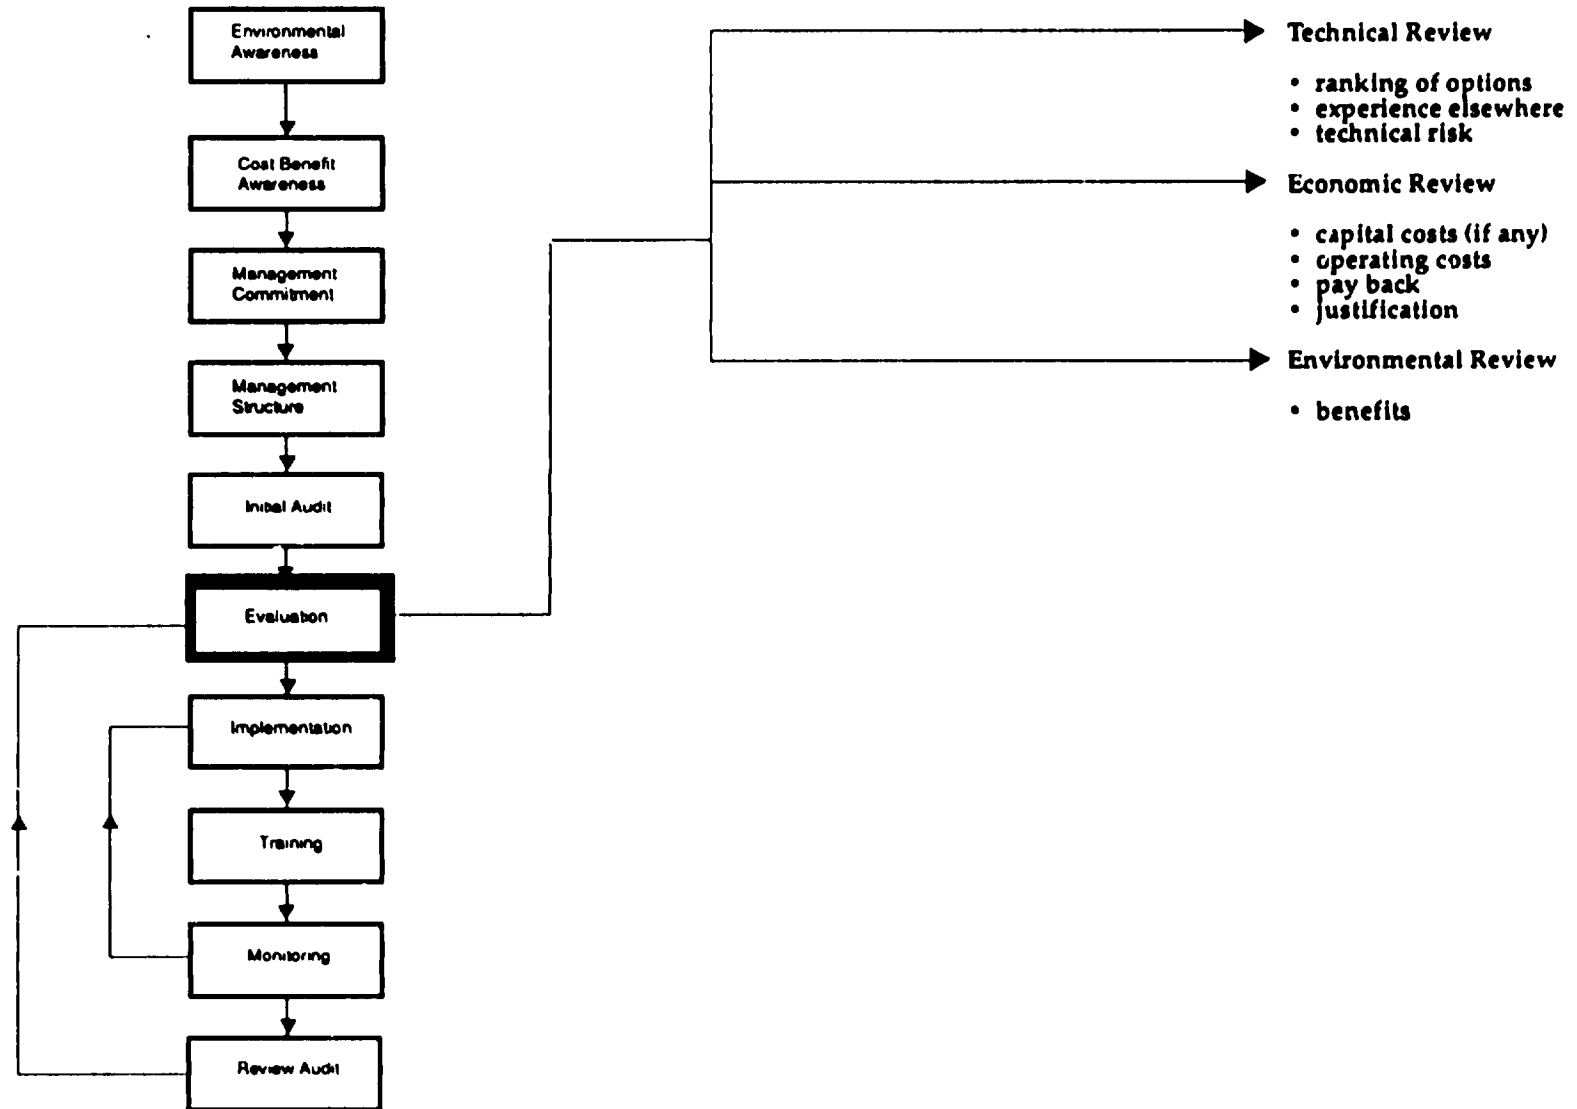 Environmental
Awareness
Cost Benefit
Awareness
Management
Commitment
Management
Structure
Initial Audit
Evaluation
Implementation
Training
Monitoring
Review Audit
Technical Review
• ranking of options
• experience elsewhere
• technical risk
Economic Review
• capital costs (if any)
• operating costs
• pay back
• justification
Environmental Review
• benefits